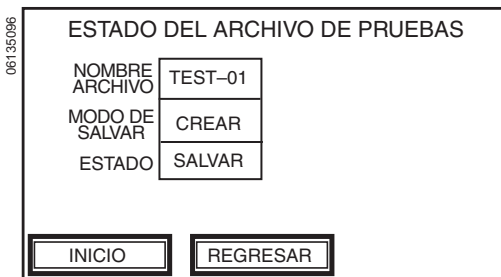 06135096
ESTADO DEL ARCHIVO DE PRUEBAS
NOMBRE
ARCHIVO
TEST–01
MODO DE
SALVAR
CREAR
ESTADO
SALVAR
INICIO
REGRESAR